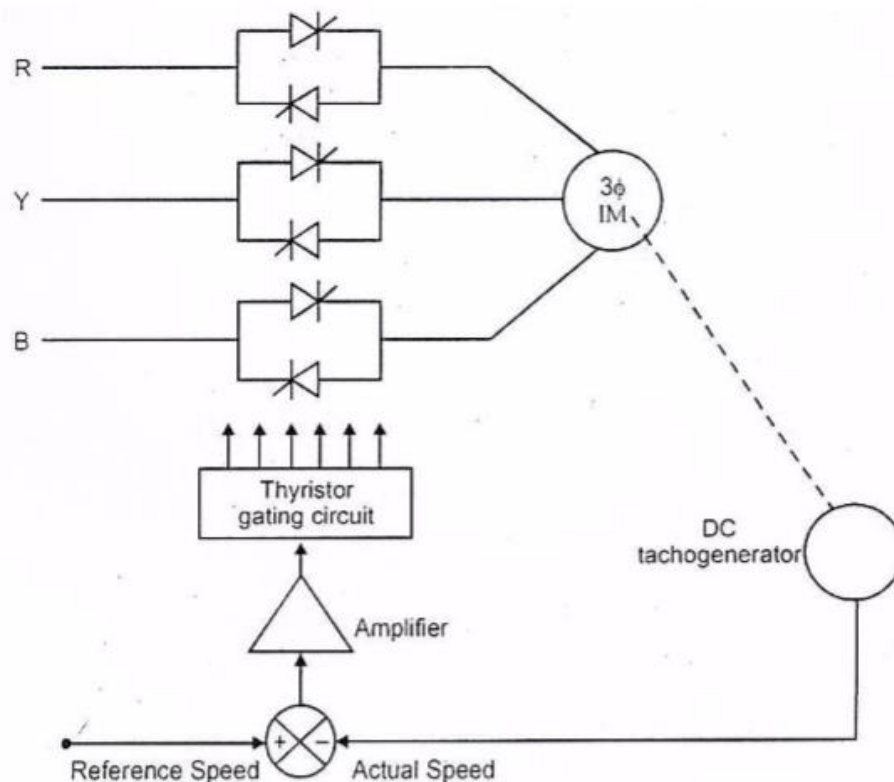 R
Y
B
3ϕ
IM
Thyristor
gating circuit
DC
tachogenerator
Amplifier
+
−
Reference Speed
Actual Speed